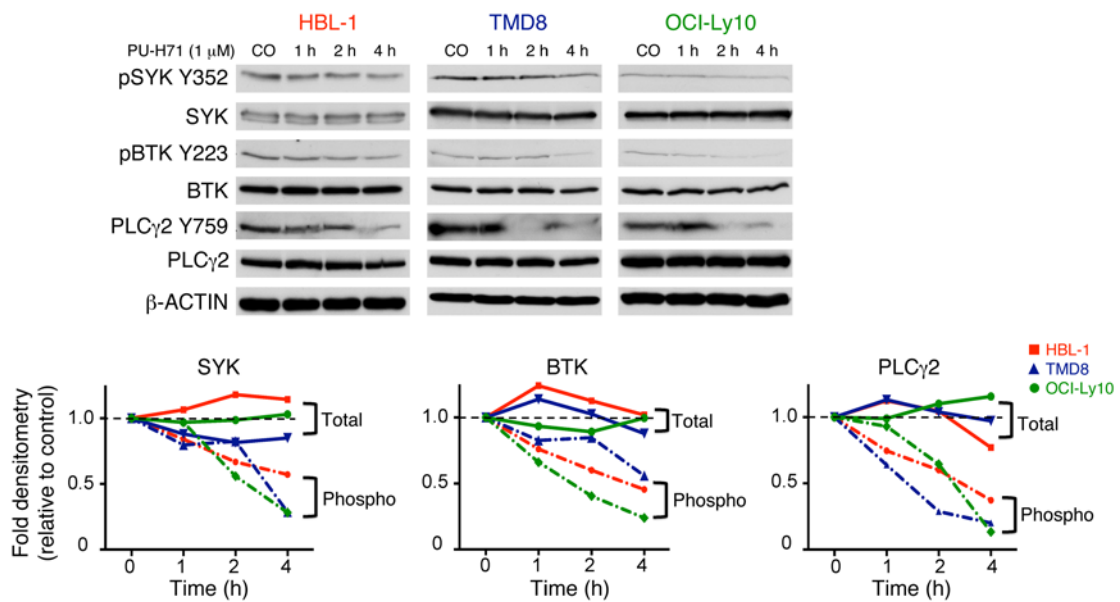 HBL-1 TMD8 OCI-Ly10
PU-H71 (1 μM) CO 1 h 2 h 4 h CO 1 h 2 h 4 h CO 1 h 2 h 4 h
pSYK Y352
SYK
pBTK Y223
BTK
PLCγ2 Y759
PLCγ2
β-ACTIN
HBL-1
TMD8
OCI-Ly10
SYK BTK PLCγ2
Fold densitometry
(relative to control)
1.0 Total 1.0 Total 1.0 Total
0.5 Phospho 0.5 Phospho 0.5 Phospho
0 0 0
0 1 2 4 0 1 2 4 0 1 2 4
Time (h) Time (h) Time (h)